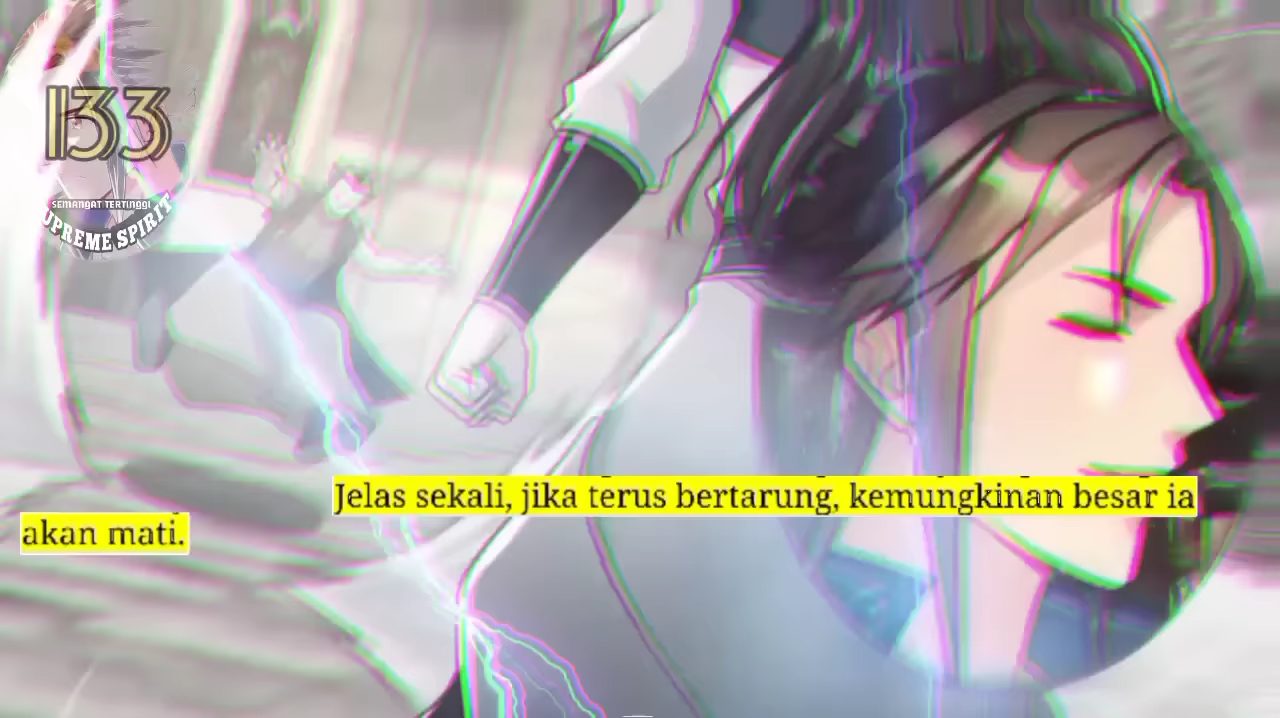 133
SEMANGAT TERTINGGI
UPREME SPIRIT
Jelas sekali, jika terus bertarung, kemungkinan besar ia
akan mati.